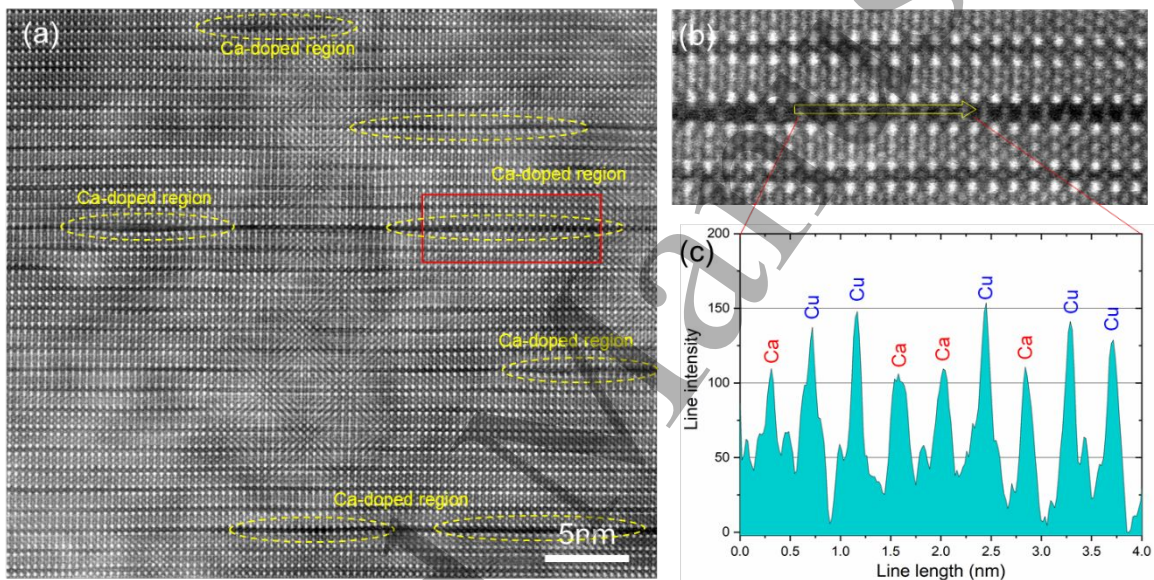 (a)
Ca-doped region
Ca-doped region
Ca-doped region
Ca-doped region
Ca-doped region
5nm
(b)
(c)
200
150
100
50
0
Line intensity
Ca
Cu
Cu
Ca
Ca
Cu
Ca
Cu
Cu
0.0 0.5 1.0 1.5 2.0 2.5 3.0 3.5 4.0
Line length (nm)